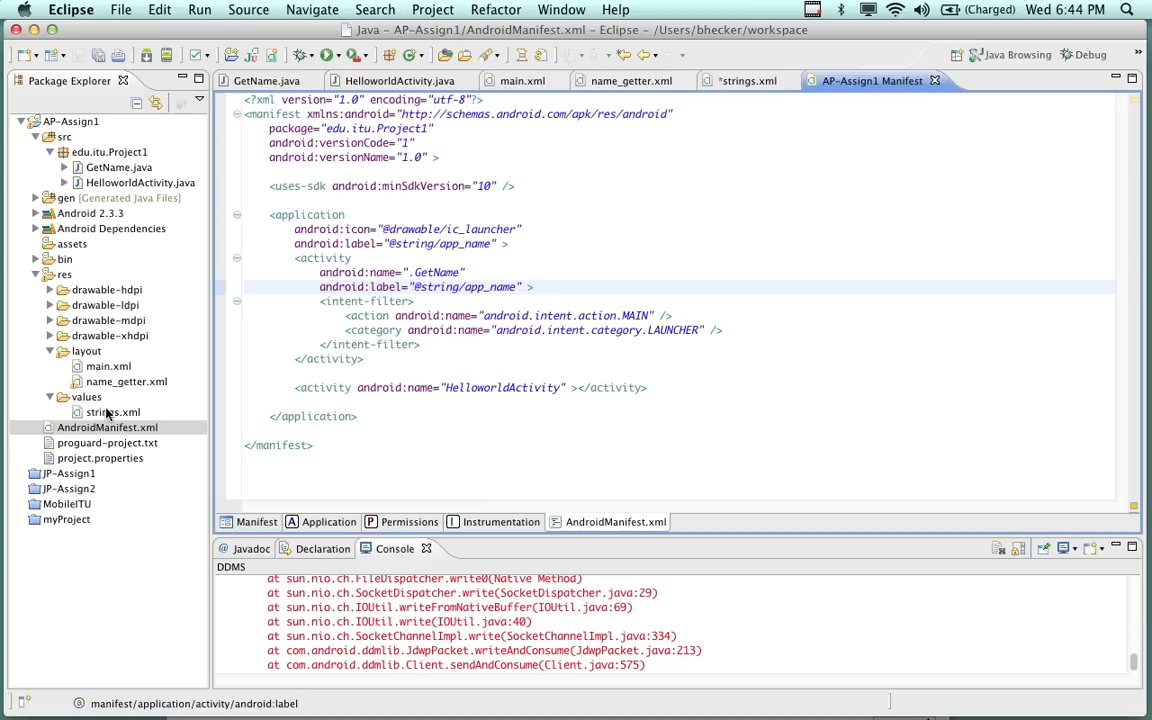 Eclipse File Edit Run Source Navigate Search Project Refactor Window Help (Charged) Wed 6:44 PM
Java - AP-Assign1/AndroidManifest.xml - Eclipse - /Users/bhecker/workspace
Java Browsing Debug
Package Explorer
GetName.java HelloworldActivity.java main.xml name_getter.xml *strings.xml AP-Assign1 Manifest
AP-Assign1
src
edu.itu.Project1
GetName.java
HelloworldActivity.java
gen [Generated Java Files]
Android 2.3.3
Android Dependencies
assets
bin
res
drawable-hdpi
drawable-ldpi
drawable-mdpi
drawable-xhdpi
layout
main.xml
name_getter.xml
values
strings.xml
AndroidManifest.xml
proguard-project.txt
project.properties
JP-Assign1
JP-Assign2
MobileITU
myProject
<?xml version="1.0" encoding="utf-8"?>
<manifest xmlns:android="http://schemas.android.com/apk/res/android"
package="edu.itu.Project1"
android:versionCode="1"
android:versionName="1.0" >
<uses-sdk android:minSdkVersion="10" />
<application
android:icon="@drawable/ic_launcher"
android:label="@string/app_name" >
<activity
android:name=".GetName"
android:label="@string/app_name" >
<intent-filter>
<action android:name="android.intent.action.MAIN" />
<category android:name="android.intent.category.LAUNCHER" />
</intent-filter>
</activity>
<activity android:name="HelloworldActivity" ></activity>
</application>
</manifest>
Manifest A Application P Permissions I Instrumentation AndroidManifest.xml
@ Javadoc Declaration Console
DDMS
at sun.nio.ch.FileDispatcher.write0(Native Method)
at sun.nio.ch.SocketDispatcher.write(SocketDispatcher.java:29)
at sun.nio.ch.IOUtil.writeFromNativeBuffer(IOUtil.java:69)
at sun.nio.ch.IOUtil.write(IOUtil.java:40)
at sun.nio.ch.SocketChannelImpl.write(SocketChannelImpl.java:334)
at com.android.ddmlib.JdwpPacket.writeAndConsume(JdwpPacket.java:213)
at com.android.ddmlib.Client.sendAndConsume(Client.java:575)
manifest/application/activity/android:label